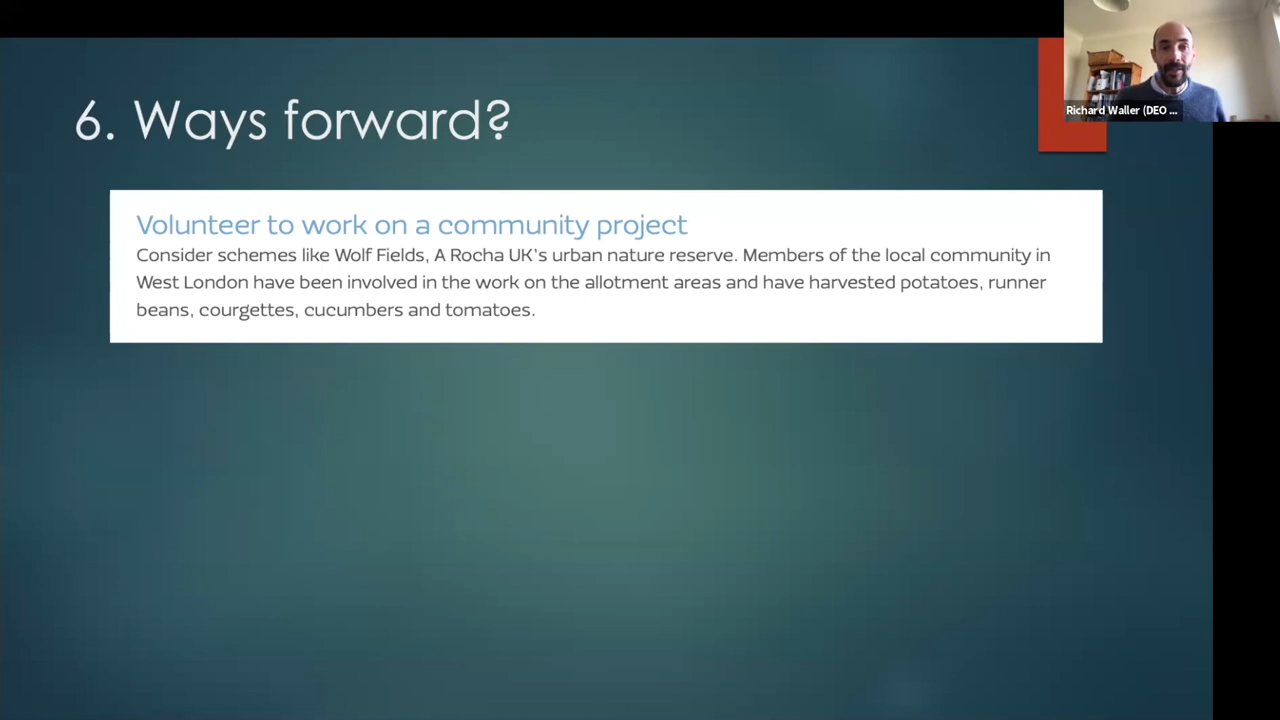 6. Ways forward?
Richard Waller (DEO ...
Volunteer to work on a community project
Consider schemes like Wolf Fields, A Rocha UK's urban nature reserve. Members of the local community in
West London have been involved in the work on the allotment areas and have harvested potatoes, runner
beans, courgettes, cucumbers and tomatoes.